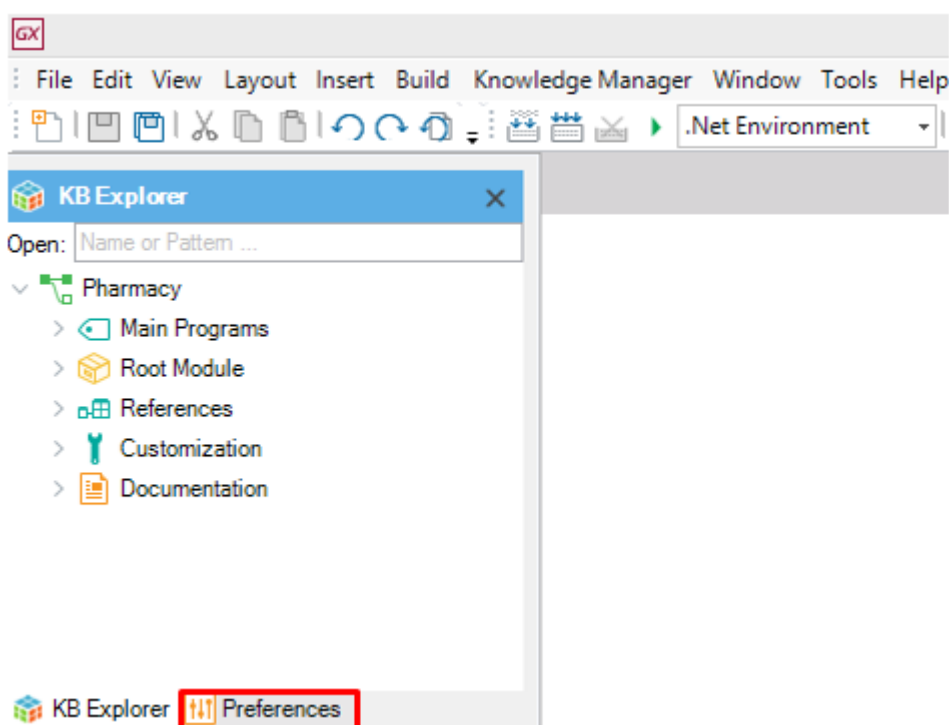 GX
File Edit View Layout Insert Build Knowledge Manager Window Tools Help
.Net Environment
KB Explorer
Open: Name or Pattern ...
Pharmacy
Main Programs
Root Module
References
Customization
Documentation
KB Explorer Preferences